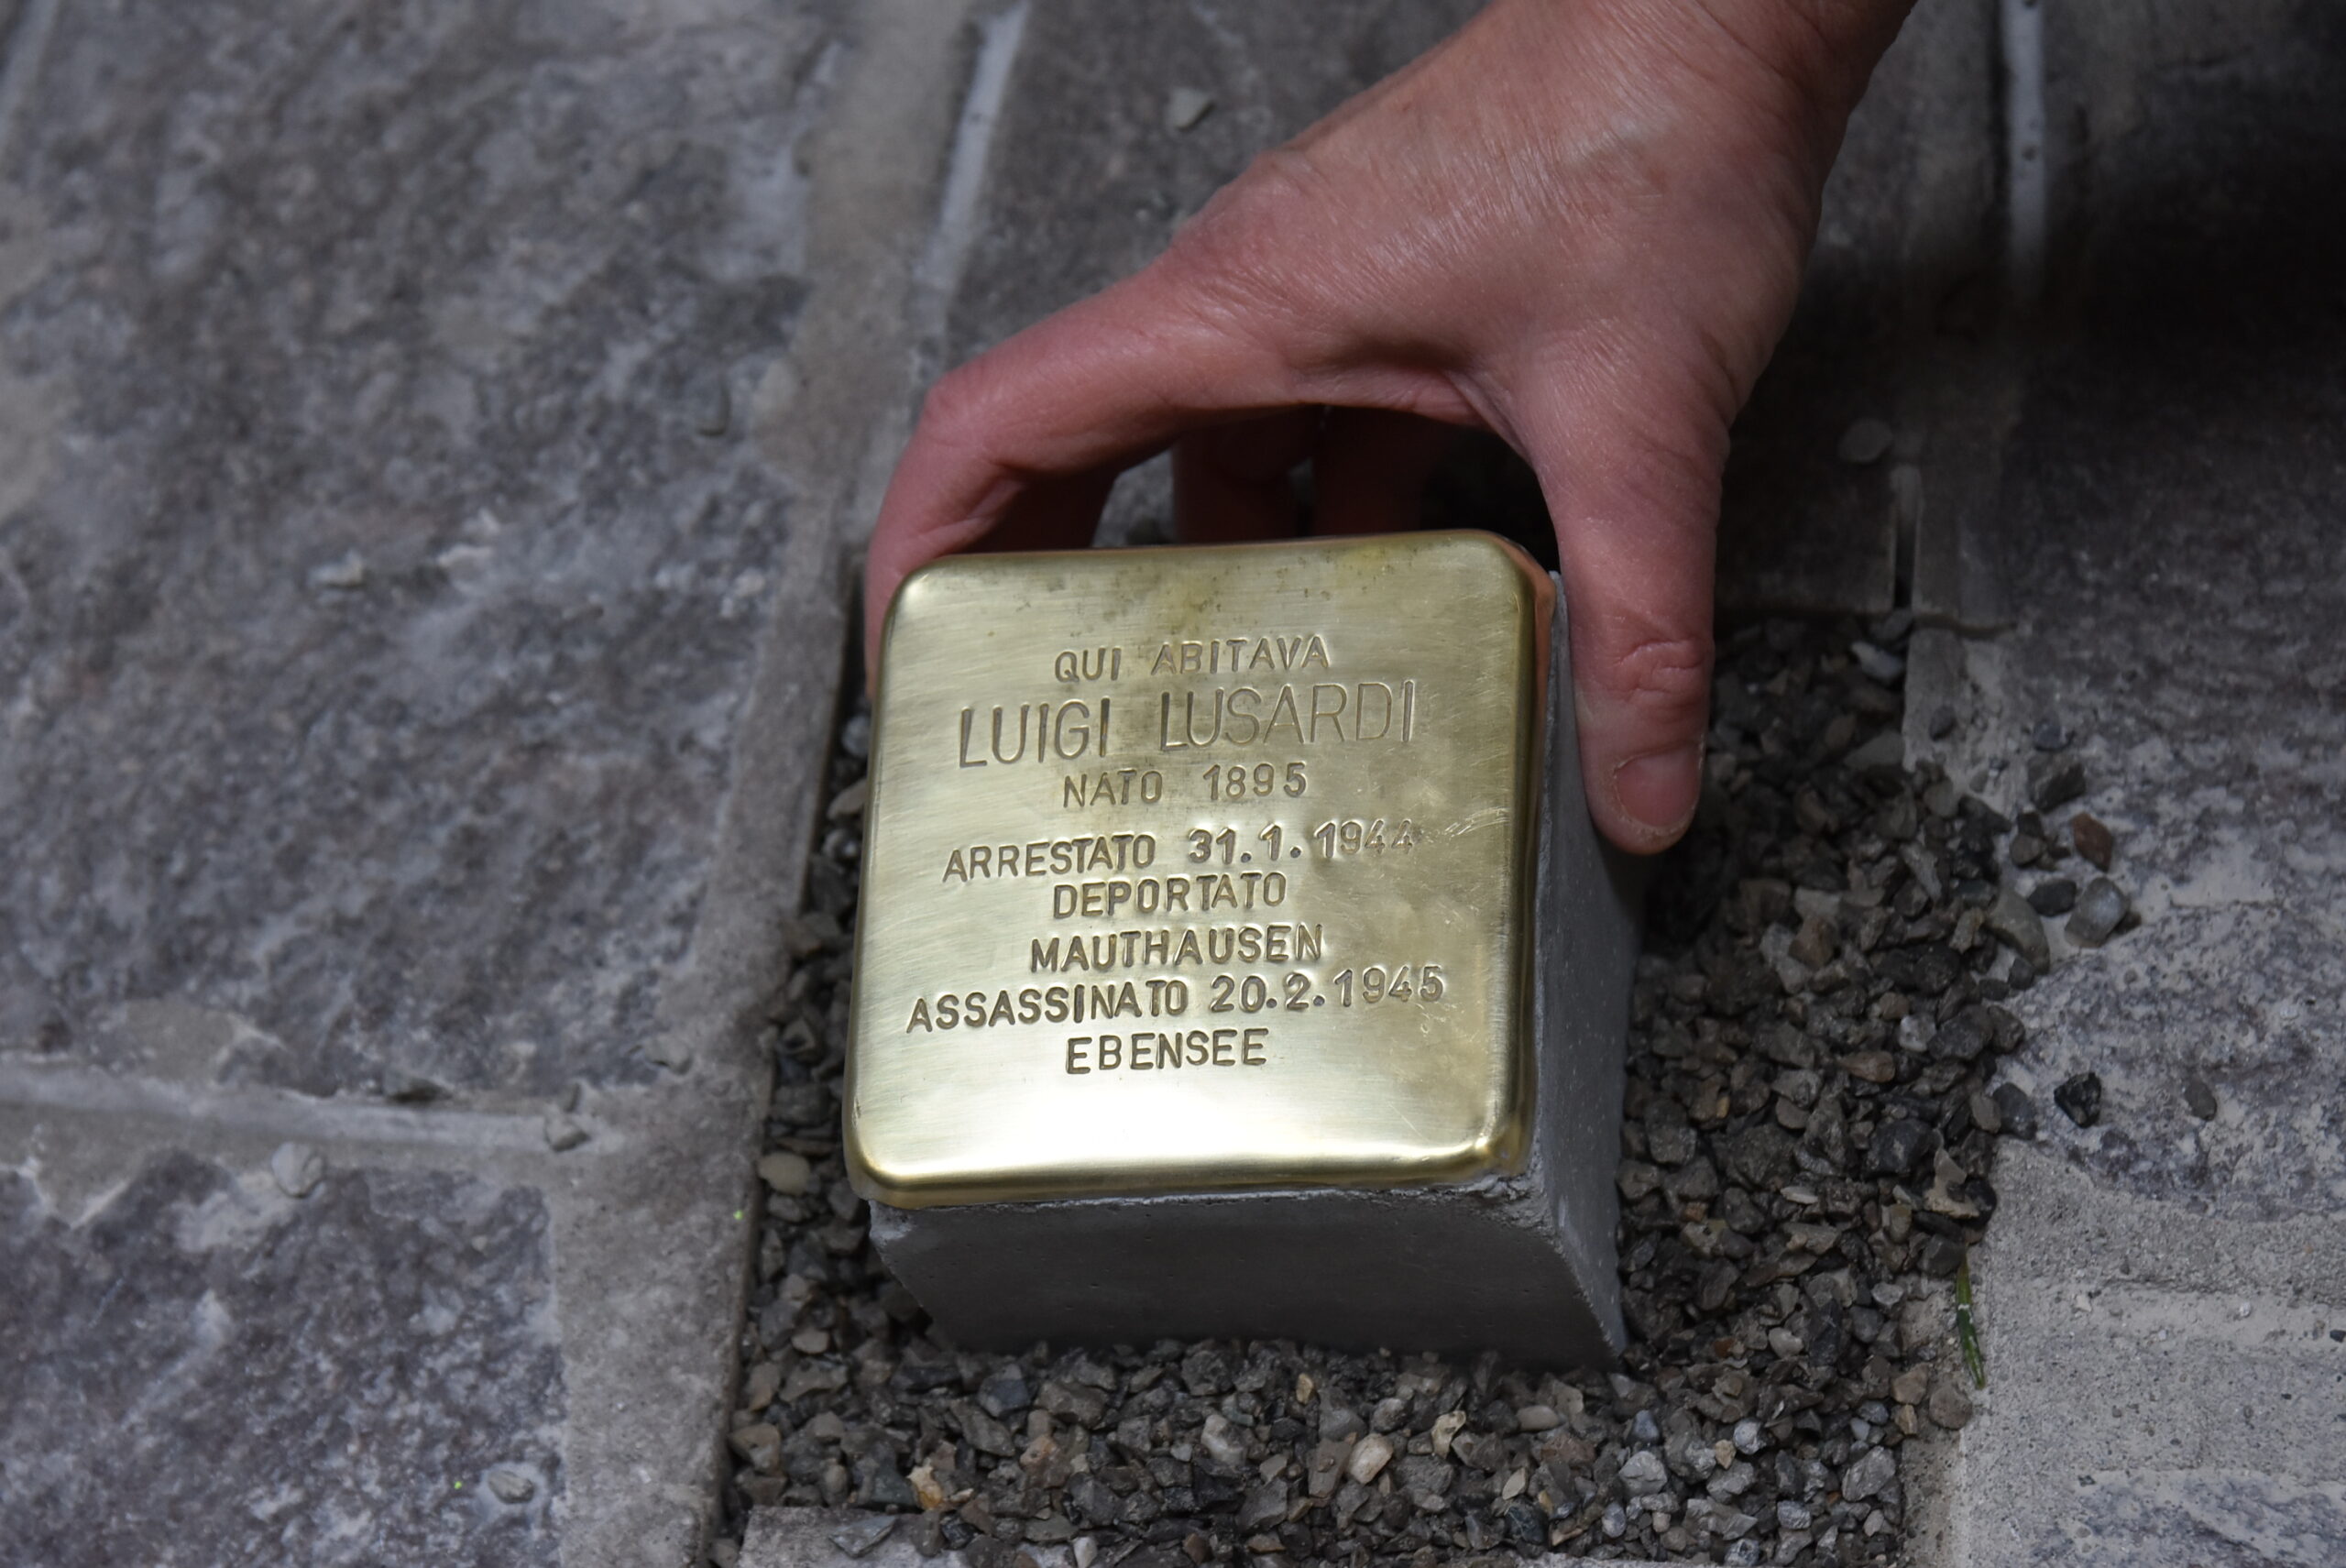 QUI ABITAVA
LUIGI LUSARDI
NATO 1895
ARRESTATO 31.1.1944
DEPORTATO
MAUTHAUSEN
ASSASSINATO 20.2.1945
EBENSEE